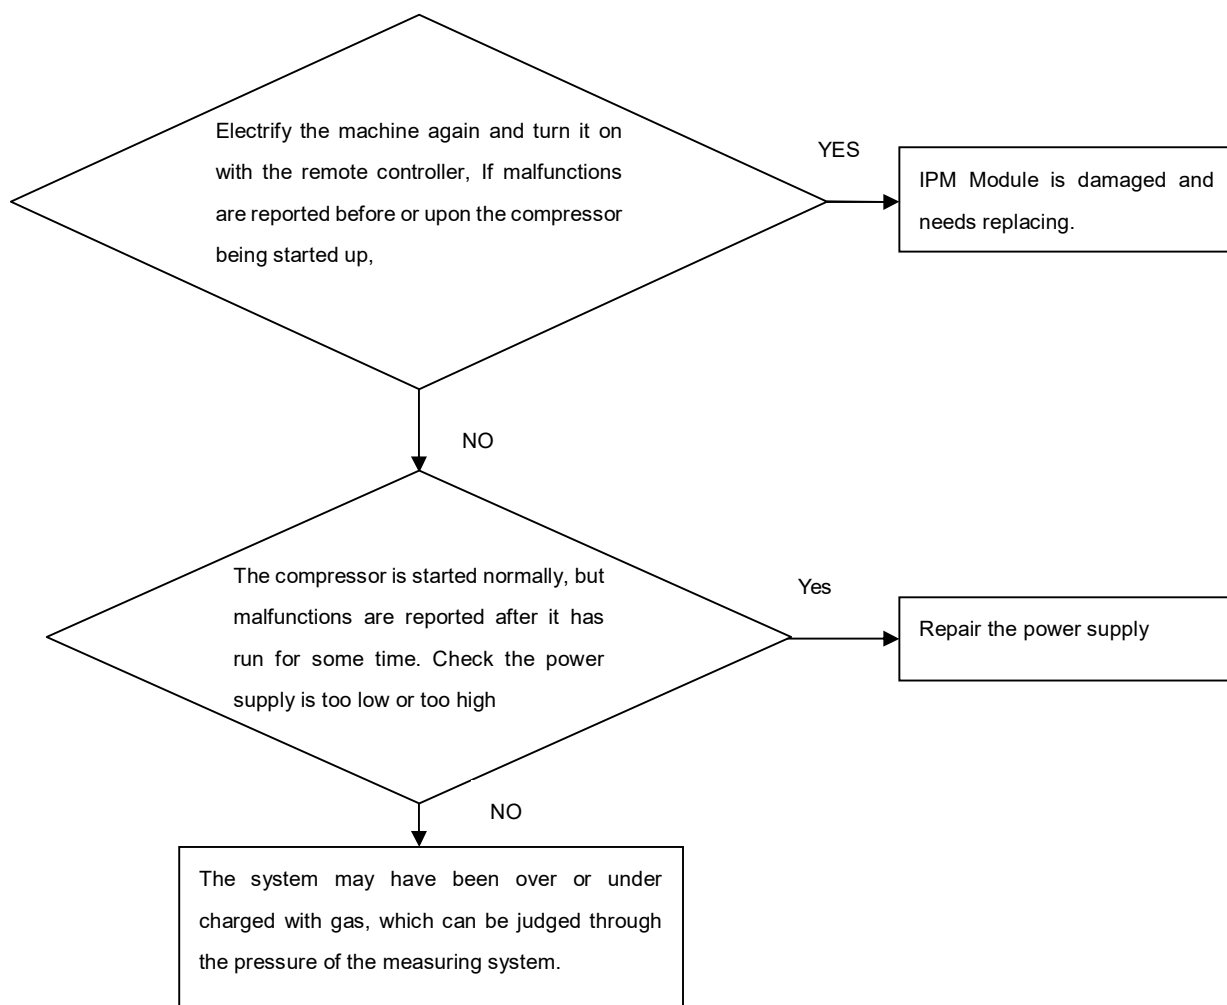 Electrify the machine again and turn it on
with the remote controller, If malfunctions
are reported before or upon the compressor
being started up,
YES
IPM Module is damaged and
needs replacing.
NO
The compressor is started normally, but
malfunctions are reported after it has
run for some time. Check the power
supply is too low or too high
Yes
Repair the power supply
NO
The system may have been over or under
charged with gas, which can be judged through
the pressure of the measuring system.